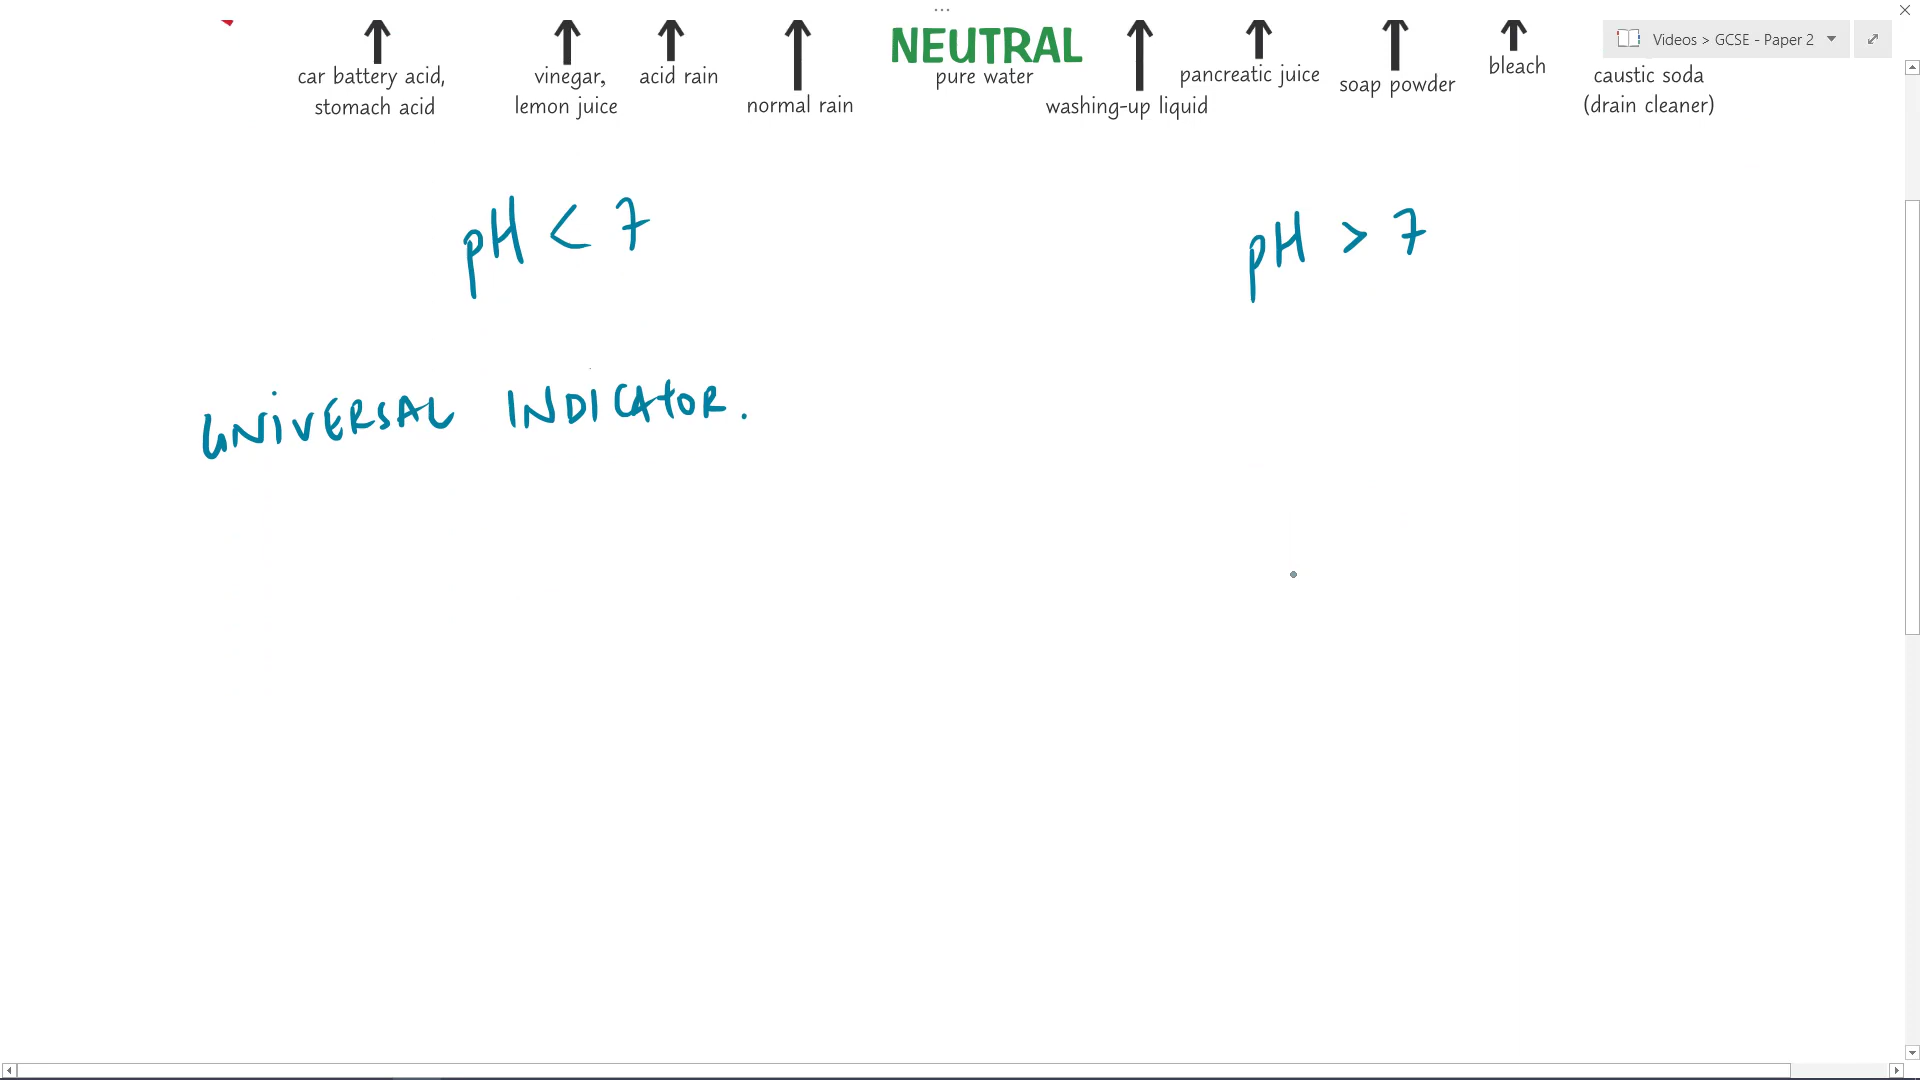 Videos > GCSE - Paper 2
NEUTRAL
car battery acid,
stomach acid
vinegar,
lemon juice
acid rain
normal rain
pure water
washing-up liquid
pancreatic juice
soap powder
bleach
caustic soda
(drain cleaner)
pH < 7
pH > 7
UNIVERSAL INDICATOR.